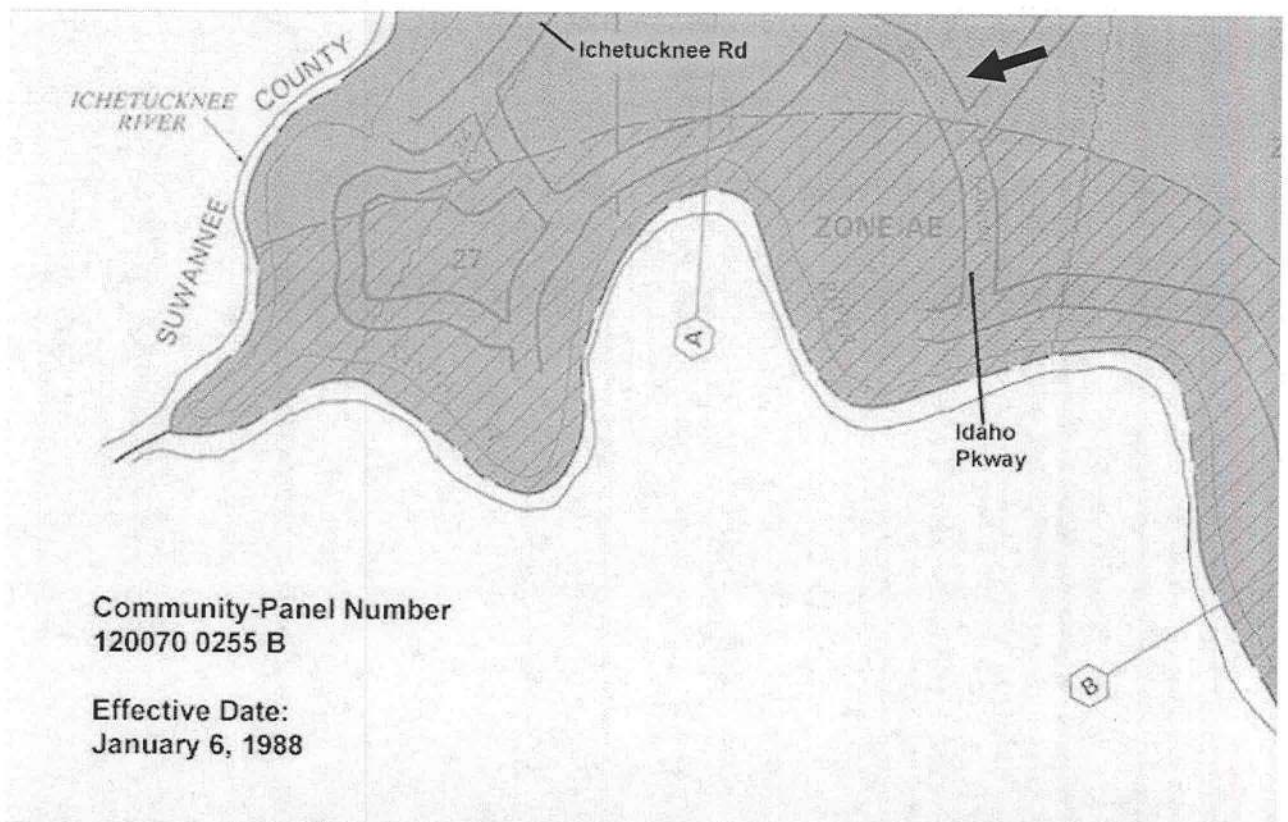 Ichetucknee Rd
COUNTY
ICHETUCKNEE
RIVER
SUWANNEE
ZONE AE
27
A
Idaho
Pkway
B
Community-Panel Number
120070 0255 B
Effective Date:
January 6, 1988